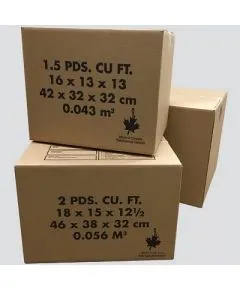 1.5 PDS. CU FT.
16 x 13 x 13
42 x 32 x 32 cm
0.043 m³
2 PDS. CU. FT.
18 x 15 x 12½
46 x 38 x 32 cm
0.056 M³